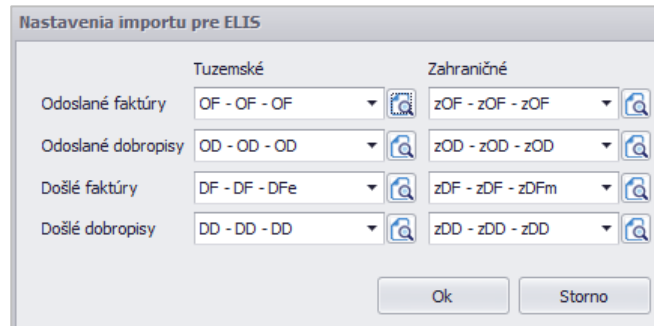 Nastavenia importu pre ELIS
Tuzemské Zahraničné
Odoslané faktúry OF - OF - OF zOF - zOF - zOF
Odoslané dobropisy OD - OD - OD zOD - zOD - zOD
Došlé faktúry DF - DF - DFe zDF - zDF - zDFm
Došlé dobropisy DD - DD - DD zDD - zDD - zDD
Ok Storno